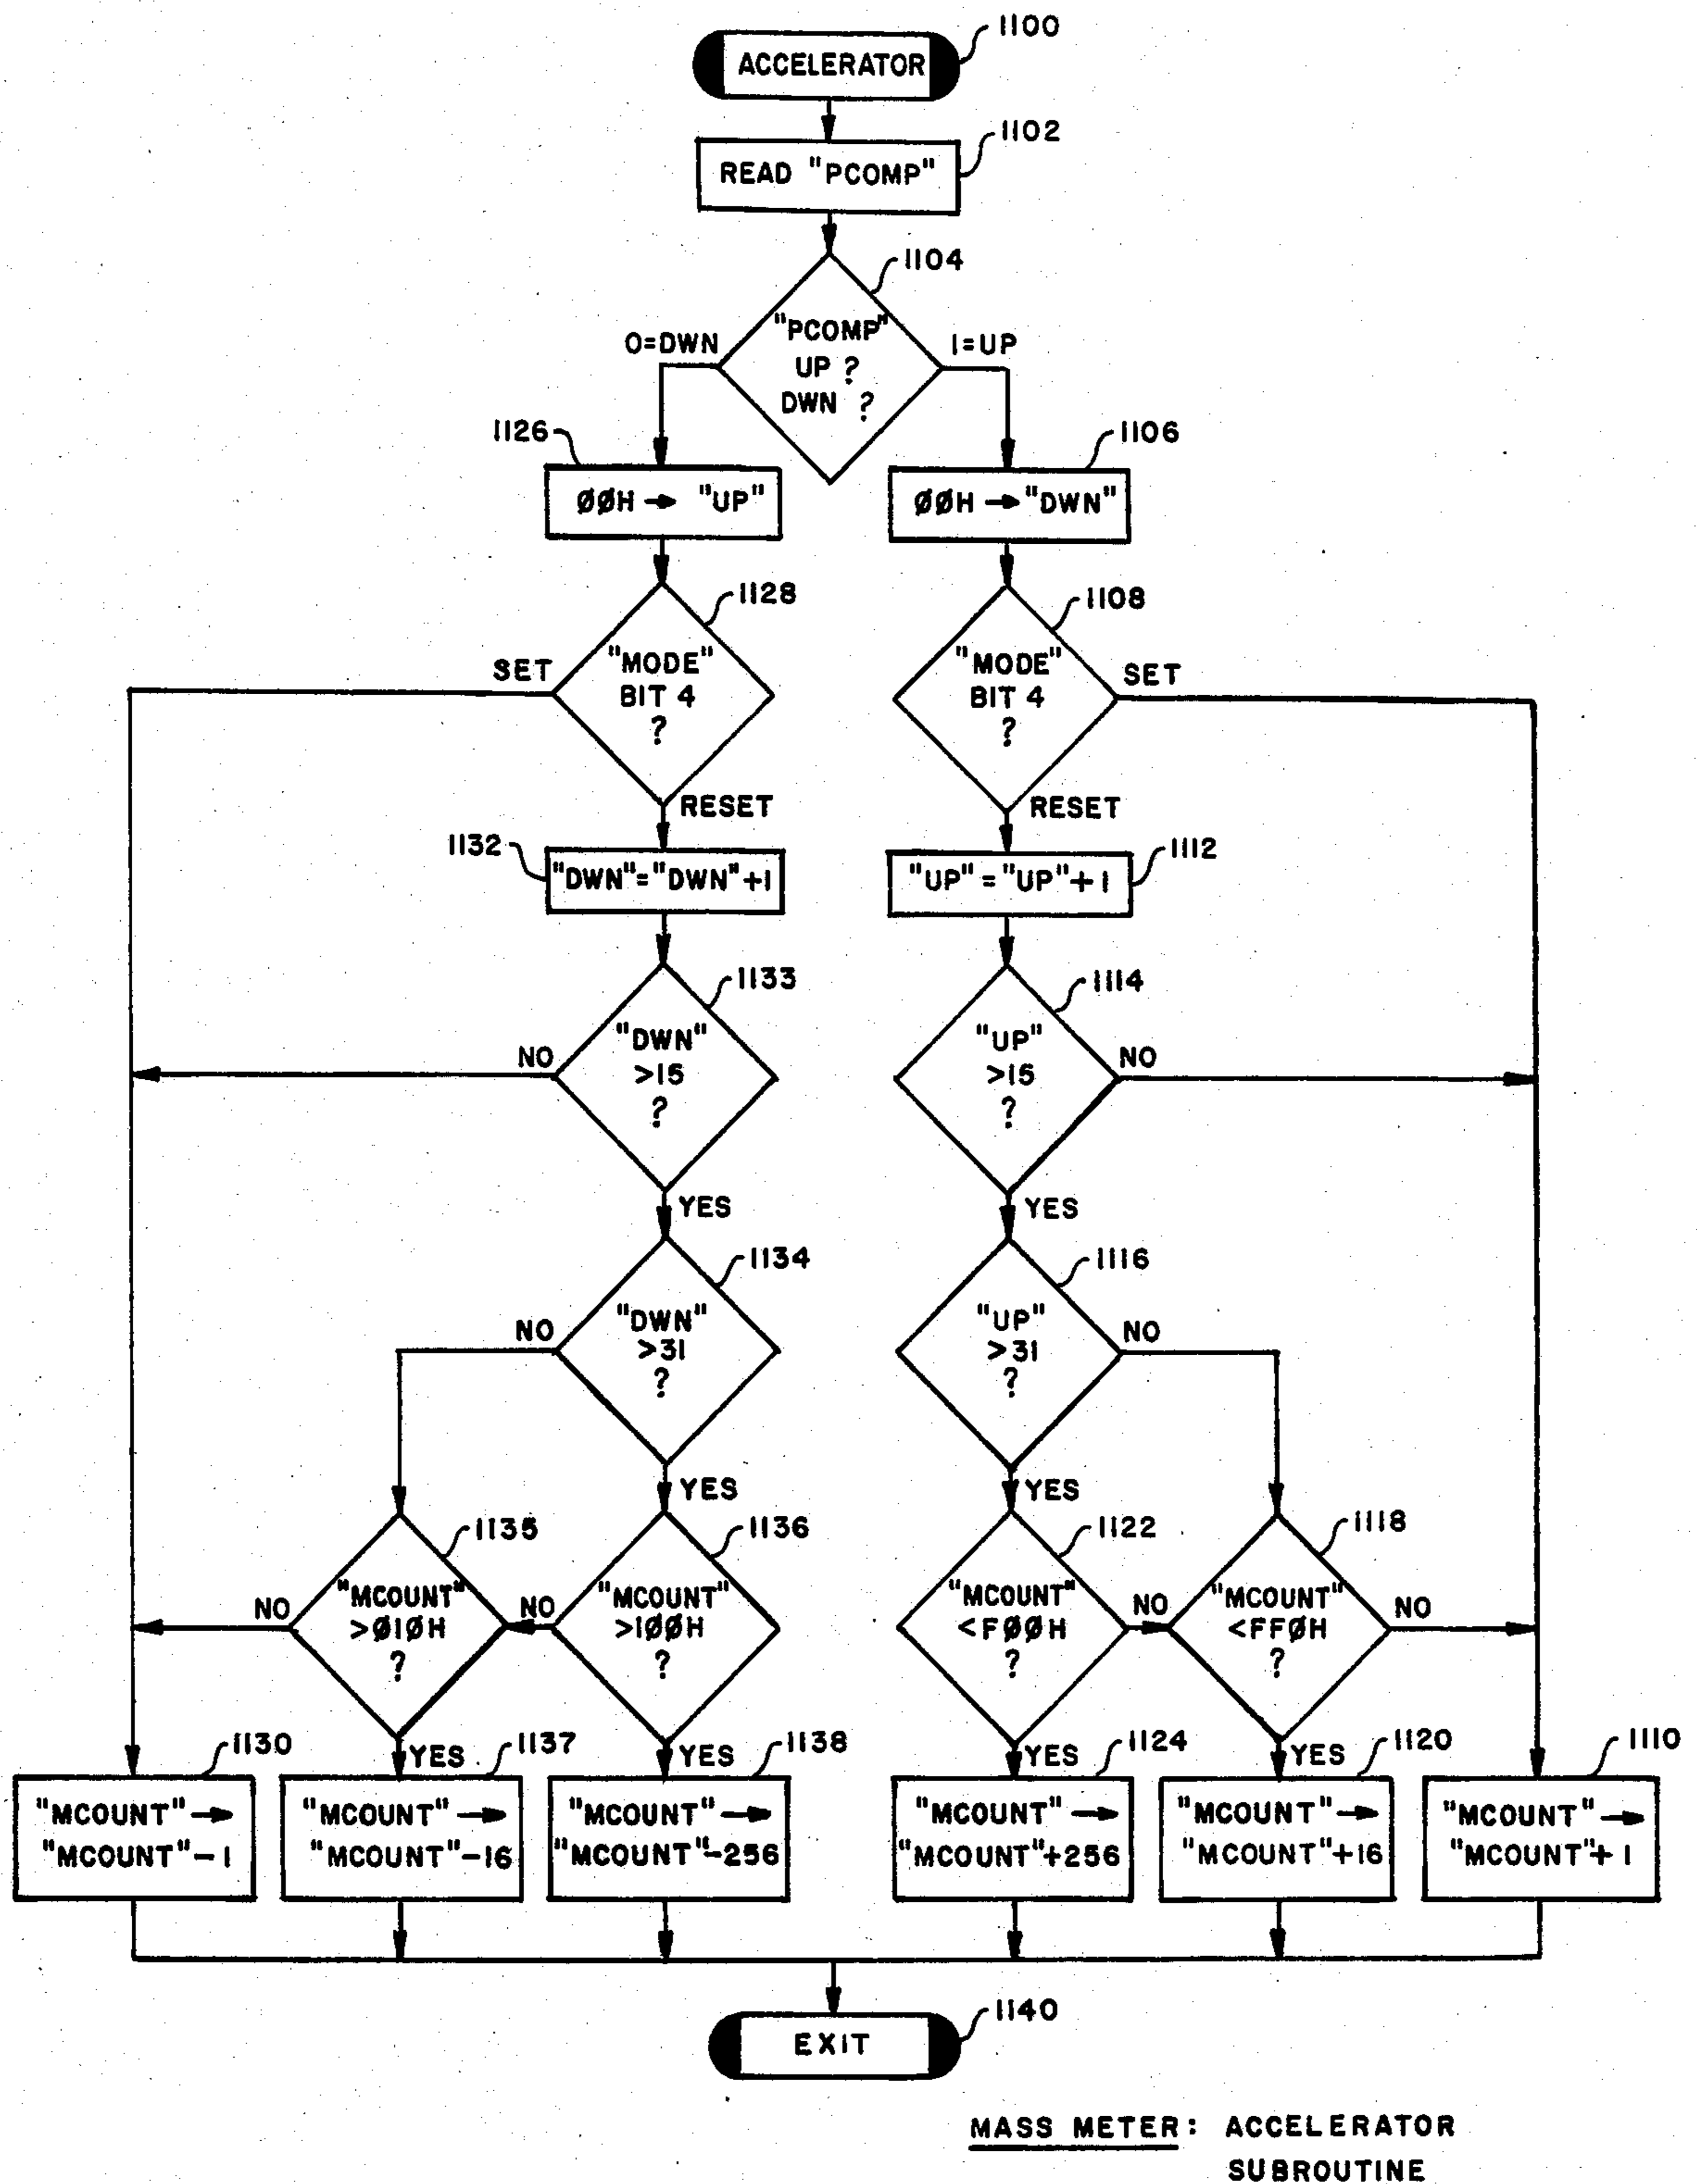 1100
ACCELERATOR
1102
READ "PCOMP"
1104
"PCOMP"
UP ?
DWN ?
0=DWN
1=UP
1126
1106
ØØH → "UP"
ØØH → "DWN"
1128
1108
"MODE"
BIT 4
?
"MODE"
BIT 4
?
SET
SET
RESET
RESET
1132
1112
"DWN"="DWN"+1
"UP"="UP"+1
1133
1114
"DWN"
>15
?
"UP"
>15
?
NO
NO
YES
YES
1134
1116
"DWN"
>31
?
"UP"
>31
?
NO
NO
YES
YES
1135
1136
1122
1118
"MCOUNT"
>Ø1ØH
?
"MCOUNT"
>1ØØH
?
"MCOUNT"
<FØØH
?
"MCOUNT"
<FFØH
?
NO
NO
NO
NO
YES
YES
YES
YES
1130
1137
1138
1124
1120
1110
"MCOUNT" →
"MCOUNT"-1
"MCOUNT" →
"MCOUNT"-16
"MCOUNT" →
"MCOUNT"-256
"MCOUNT" →
"MCOUNT"+256
"MCOUNT" →
"MCOUNT"+16
"MCOUNT" →
"MCOUNT"+1
1140
EXIT
MASS METER: ACCELERATOR
SUBROUTINE